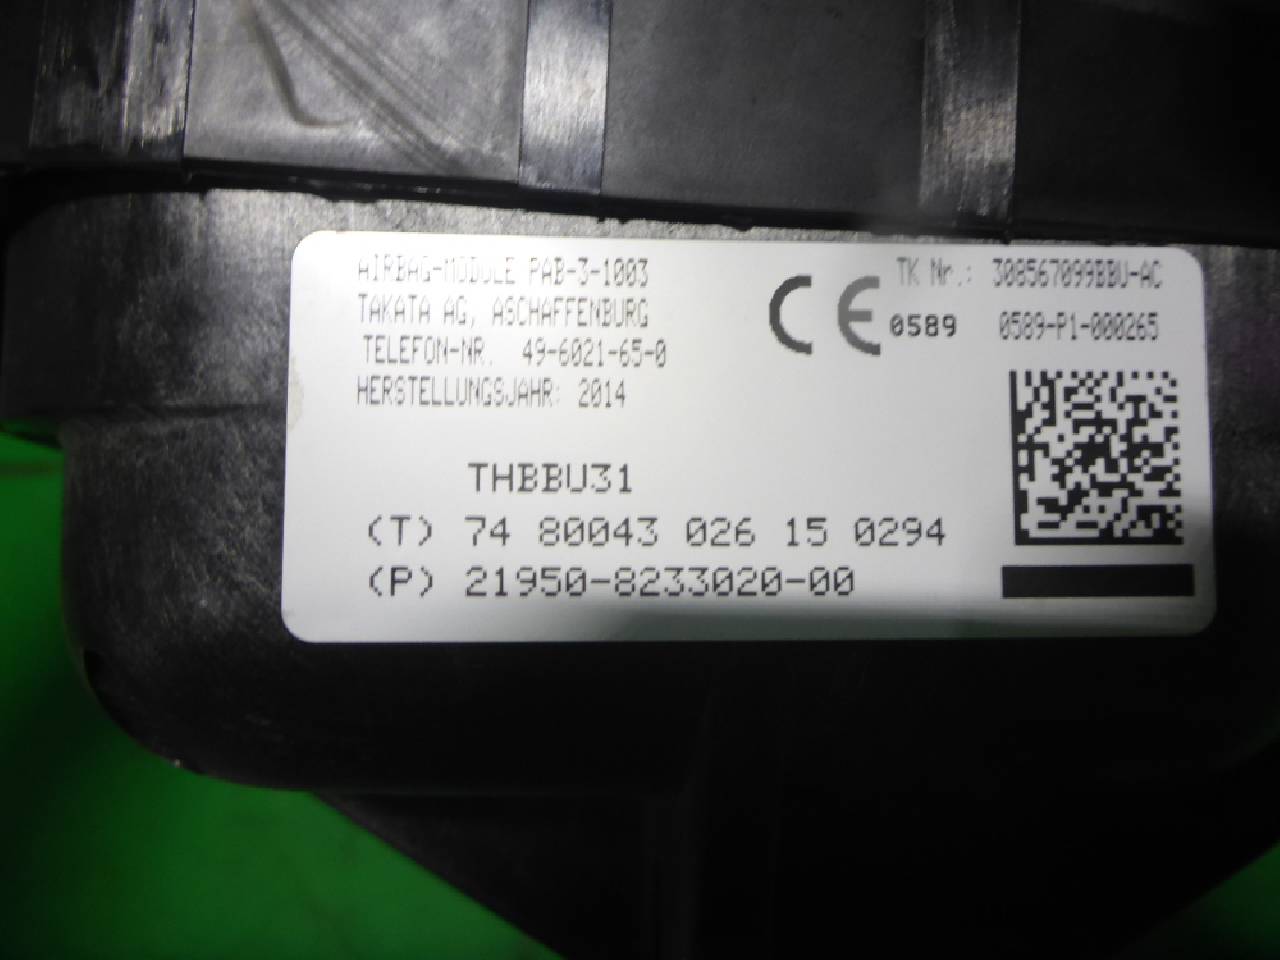 AIRBAG-MODULE PAB-3-1003
TAKATA AG, ASCHAFFENBURG
TELEFON-NR. 49-6021-65-0
HERSTELLUNGSJAHR: 2014
CE 0589
TK Nr.: 308567099BBU-AC
0589-P1-000265
THBBU31
(T) 74 80043 026 15 0294
(P) 21950-8233020-00